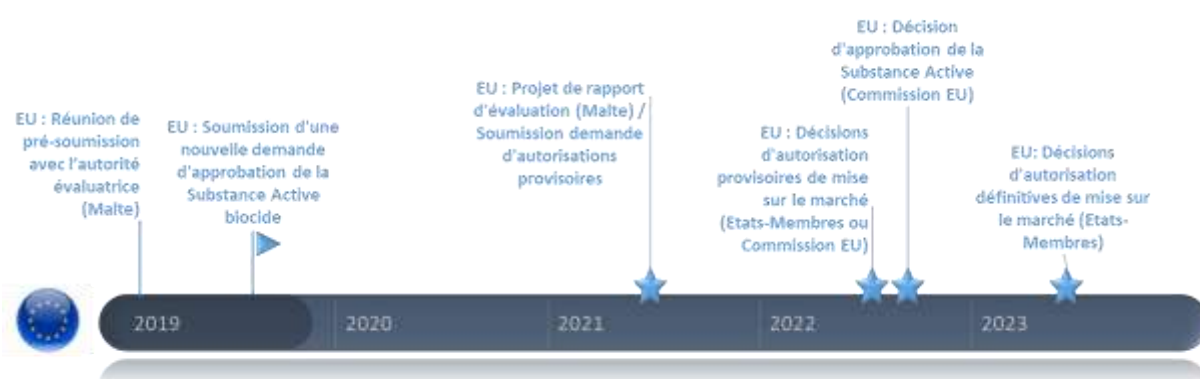 EU : Réunion de
pré-soumission
avec l'autorité
évaluatrice
(Malte)
EU : Soumission d'une
nouvelle demande
d'approbation de la
Substance Active
biocide
EU : Projet de rapport
d'évaluation (Malte) /
Soumission demande
d'autorisations
provisoires
EU : Décisions
d'autorisation
provisoires de mise
sur le marché
(Etats-Membres ou
Commission EU)
EU : Décision
d'approbation de la
Substance Active
(Commission EU)
EU: Décisions
d'autorisation
définitives de mise sur
le marché (Etats-
Membres)
2019
2020
2021
2022
2023